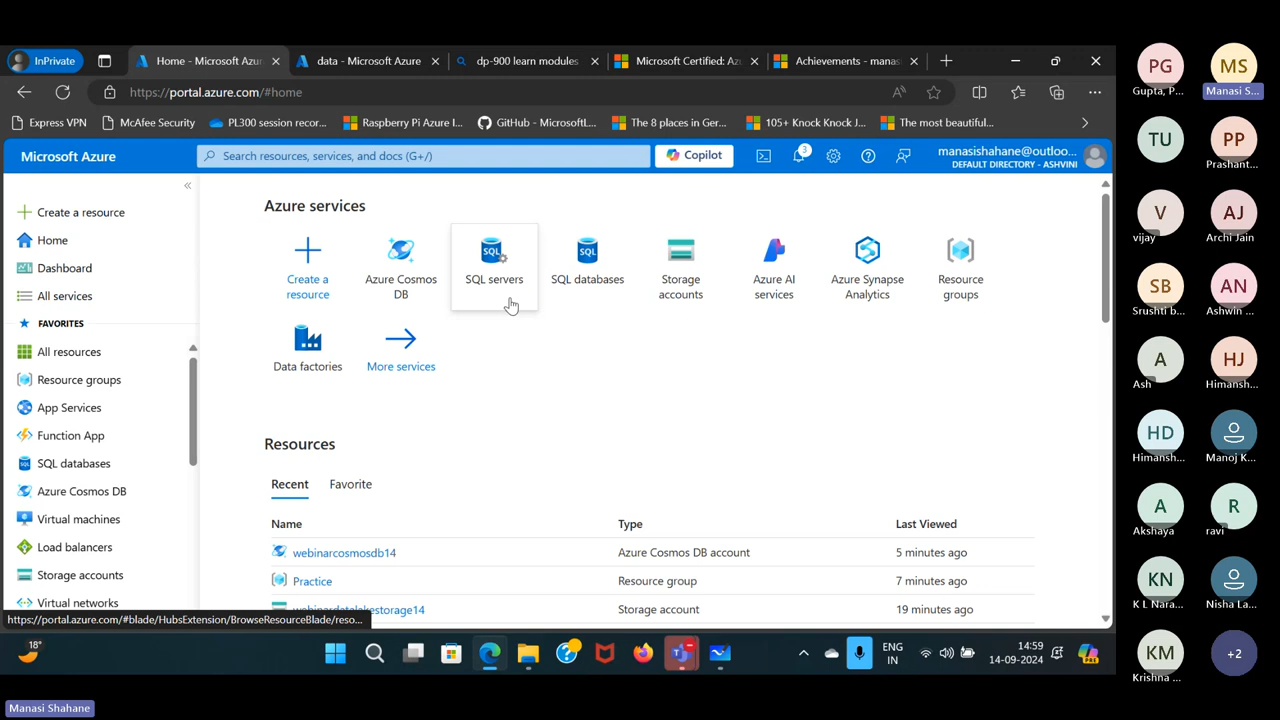 InPrivate
Home - Microsoft Azur
data - Microsoft Azure
dp-900 learn modules
Microsoft Certified: Az
Achievements - manas
https://portal.azure.com/#home
Express VPN
McAfee Security
PL300 session recor...
Raspberry Pi Azure I...
GitHub - MicrosoftL...
The 8 places in Ger...
105+ Knock Knock J...
The most beautiful...
Microsoft Azure
Search resources, services, and docs (G+/)
Copilot
3
manasishahane@outloo...
DEFAULT DIRECTORY - ASHVINI
Create a resource
Home
Dashboard
All services
FAVORITES
All resources
Resource groups
App Services
Function App
SQL databases
Azure Cosmos DB
Virtual machines
Load balancers
Storage accounts
Virtual networks
Azure services
Create a
resource
Azure Cosmos
DB
SQL
SQL servers
SQL
SQL databases
Storage
accounts
Azure AI
services
Azure Synapse
Analytics
Resource
groups
Data factories
More services
Resources
Recent
Favorite
Name
Type
Last Viewed
webinarcosmosdb14
Azure Cosmos DB account
5 minutes ago
Practice
Resource group
7 minutes ago
webinardatalakestorage14
Storage account
19 minutes ago
https://portal.azure.com/#blade/HubsExtension/BrowseResourceBlade/reso...
18°
ENG
IN
14:59
14-09-2024
PRE
Manasi Shahane
PG
Gupta, P...
MS
Manasi S...
TU
PP
Prashant...
V
vijay
AJ
Archi Jain
SB
Srushti b...
AN
Ashwin ...
A
Ash
HJ
Himansh...
HD
Himansh...
Manoj K...
A
Akshaya
R
ravi
KN
K L Nara...
Nisha La...
KM
Krishna ...
+2